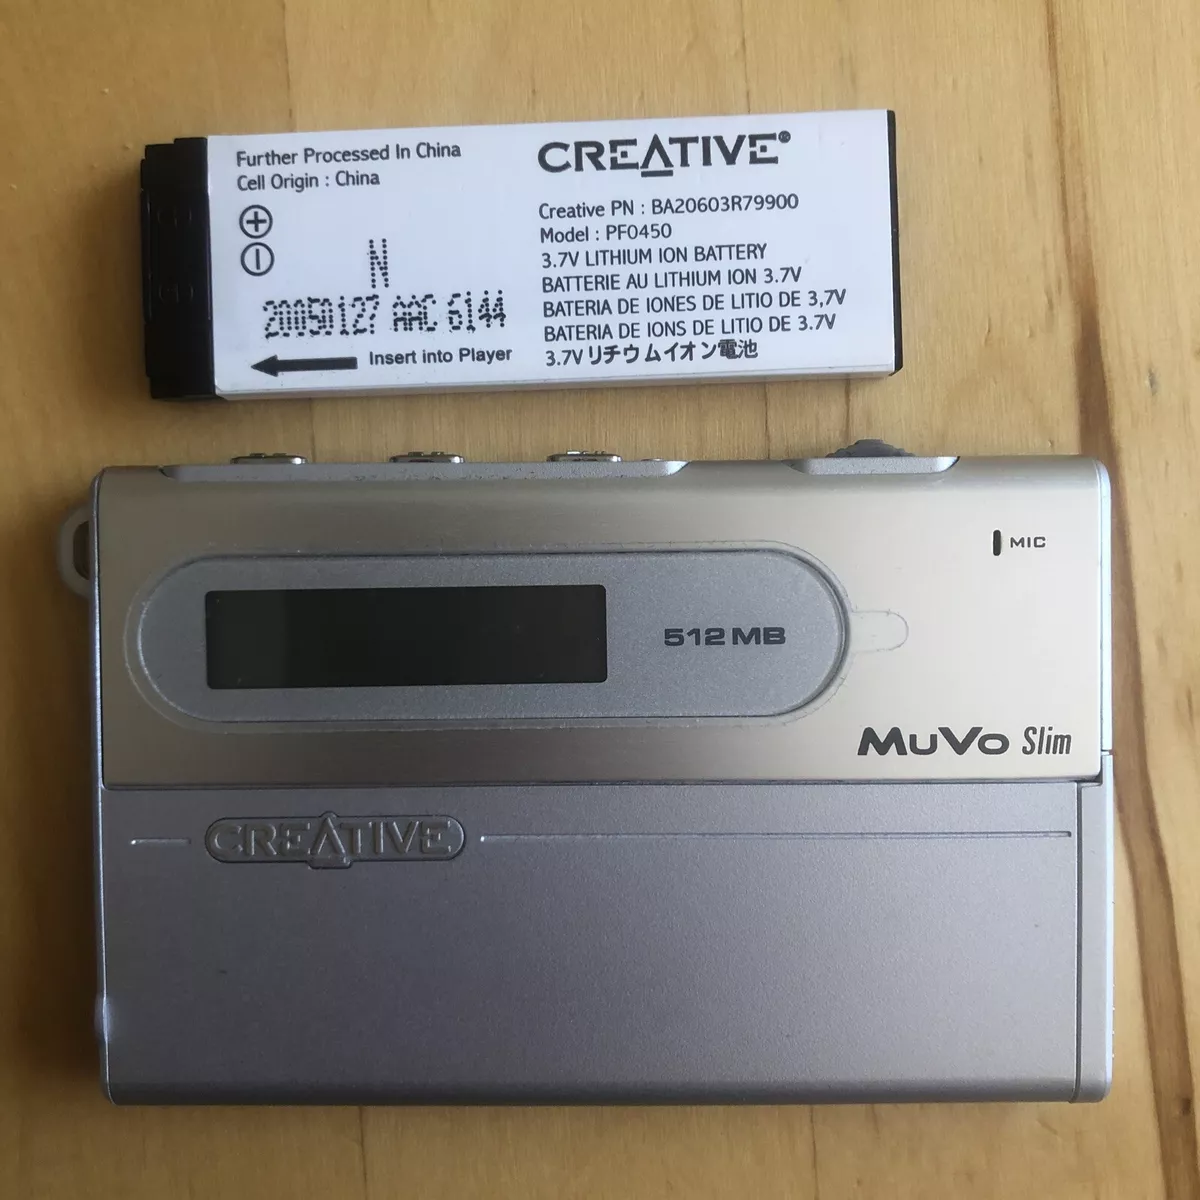 Further Processed In China
Cell Origin : China
N
20050127 AAC 6144
Insert into Player
CREATIVE®
Creative PN : BA20603R79900
Model : PF0450
3.7V LITHIUM ION BATTERY
BATTERIE AU LITHIUM ION 3.7V
BATERIA DE IONES DE LITIO DE 3,7V
BATERIA DE IONS DE LITIO DE 3.7V
3.7V リチウムイオン電池
MIC
512 MB
MuVo Slim
CREATIVE